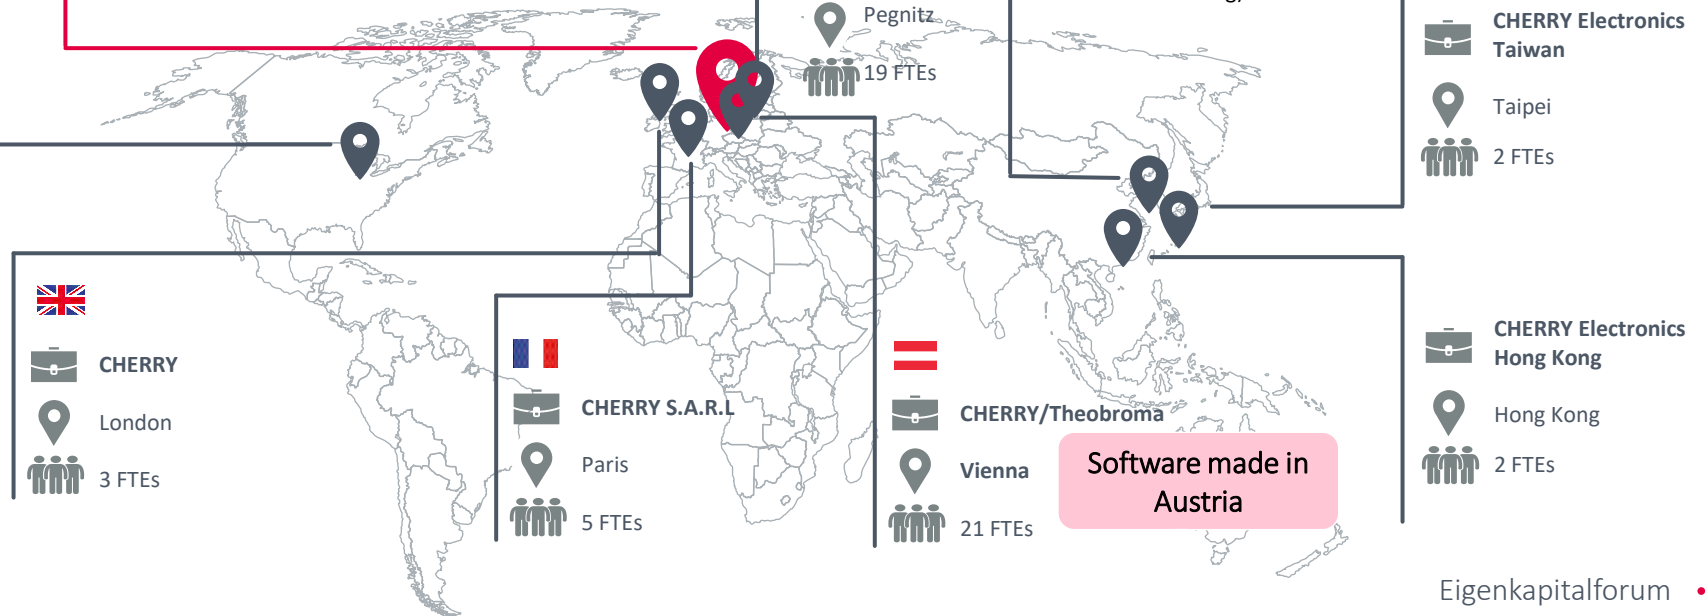 Pegnitz
19 FTEs
CHERRY Electronics
Taiwan
Taipei
2 FTEs
CHERRY
London
3 FTEs
CHERRY S.A.R.L
Paris
5 FTEs
CHERRY/Theobroma
Vienna
21 FTEs
Software made in
Austria
CHERRY Electronics
Hong Kong
Hong Kong
2 FTEs
Eigenkapitalforum •